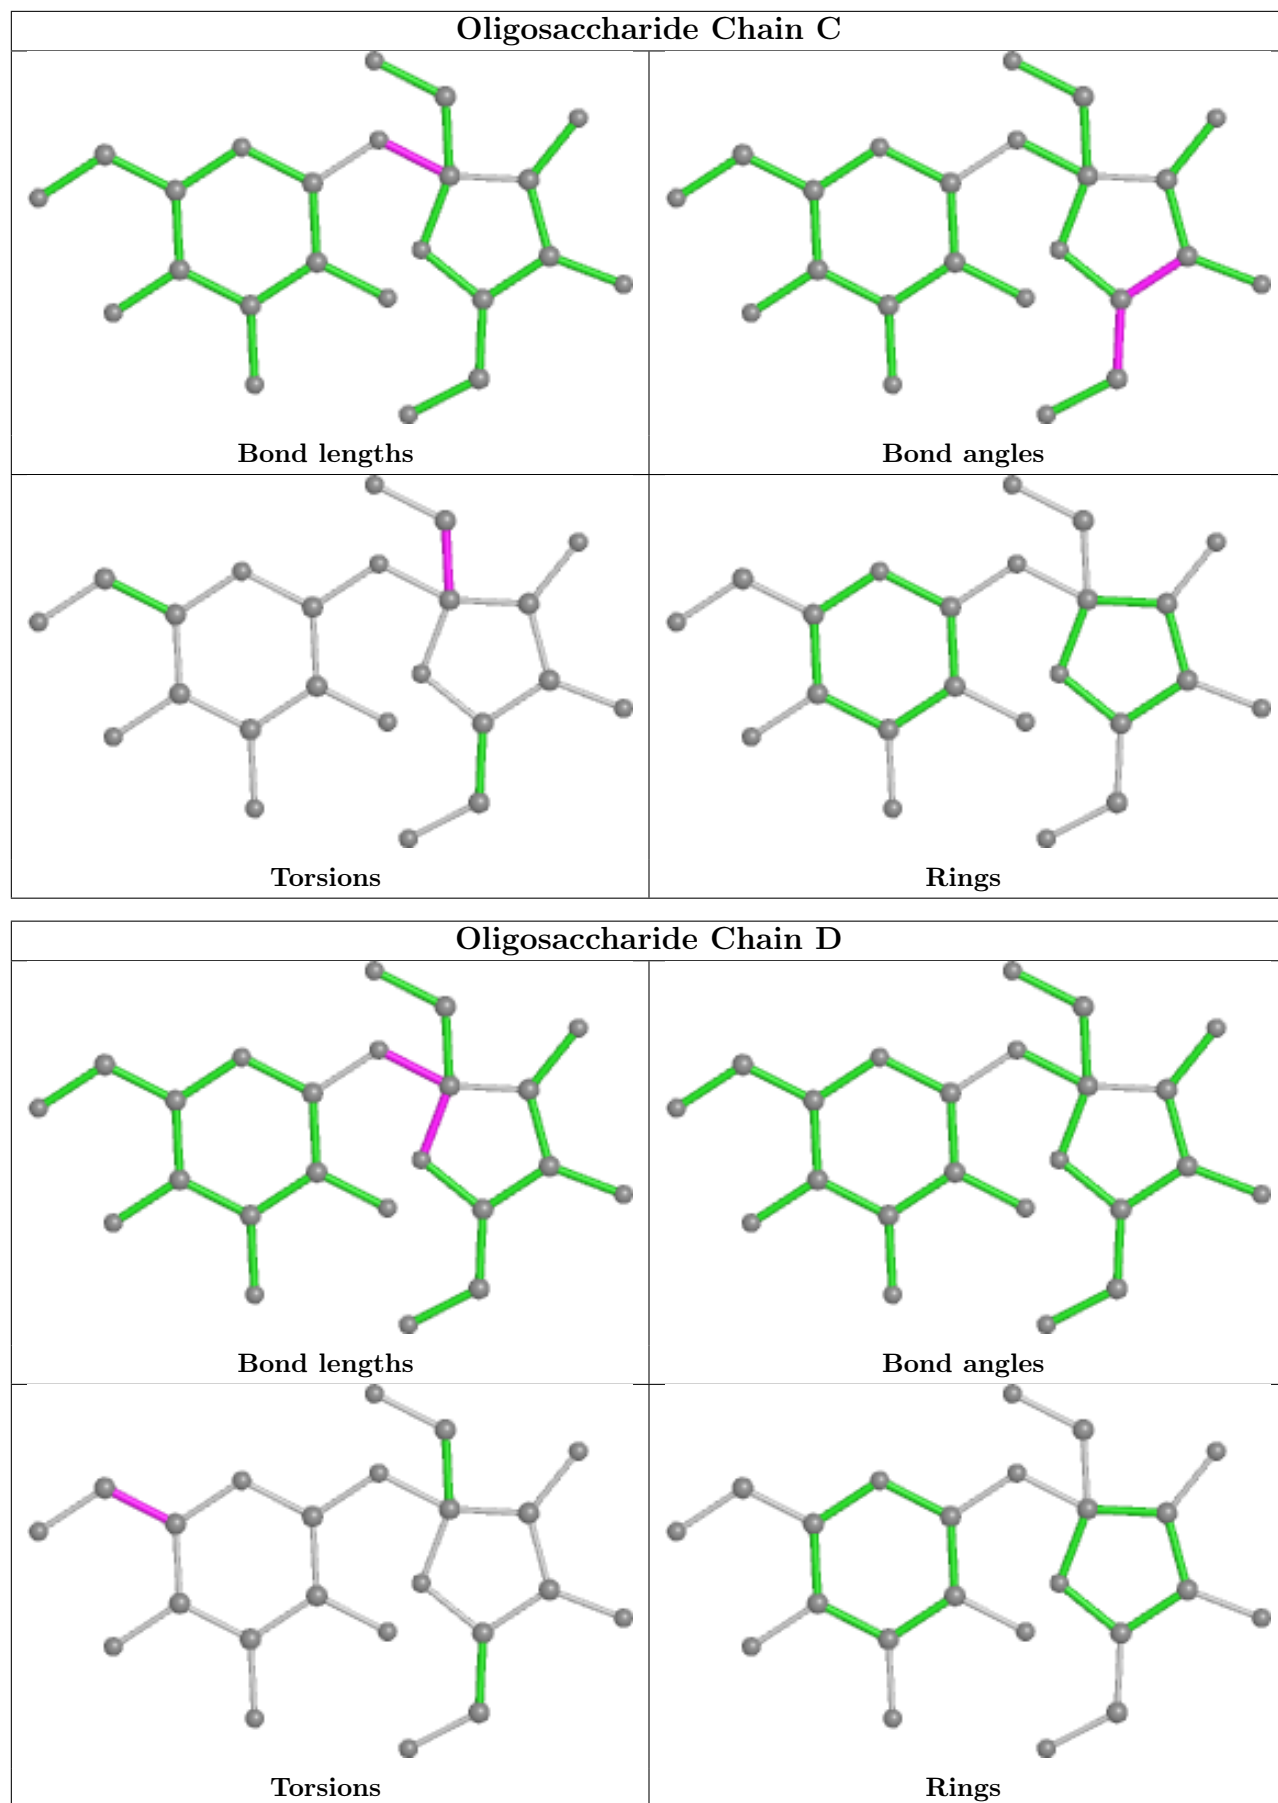 Oligosaccharide Chain C
Bond lengths
Bond angles
Torsions
Rings
Oligosaccharide Chain D
Bond lengths
Bond angles
Torsions
Rings